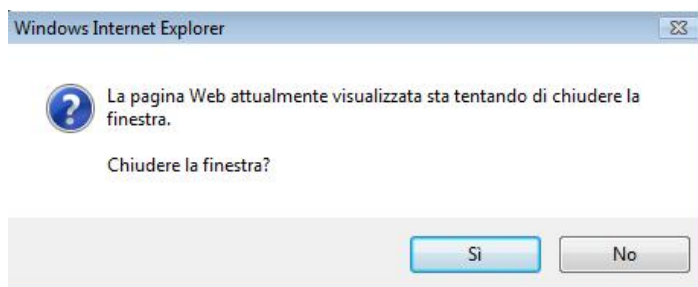 Windows Internet Explorer
La pagina Web attualmente visualizzata sta tentando di chiudere la
finestra.
Chiudere la finestra?
Sì
No